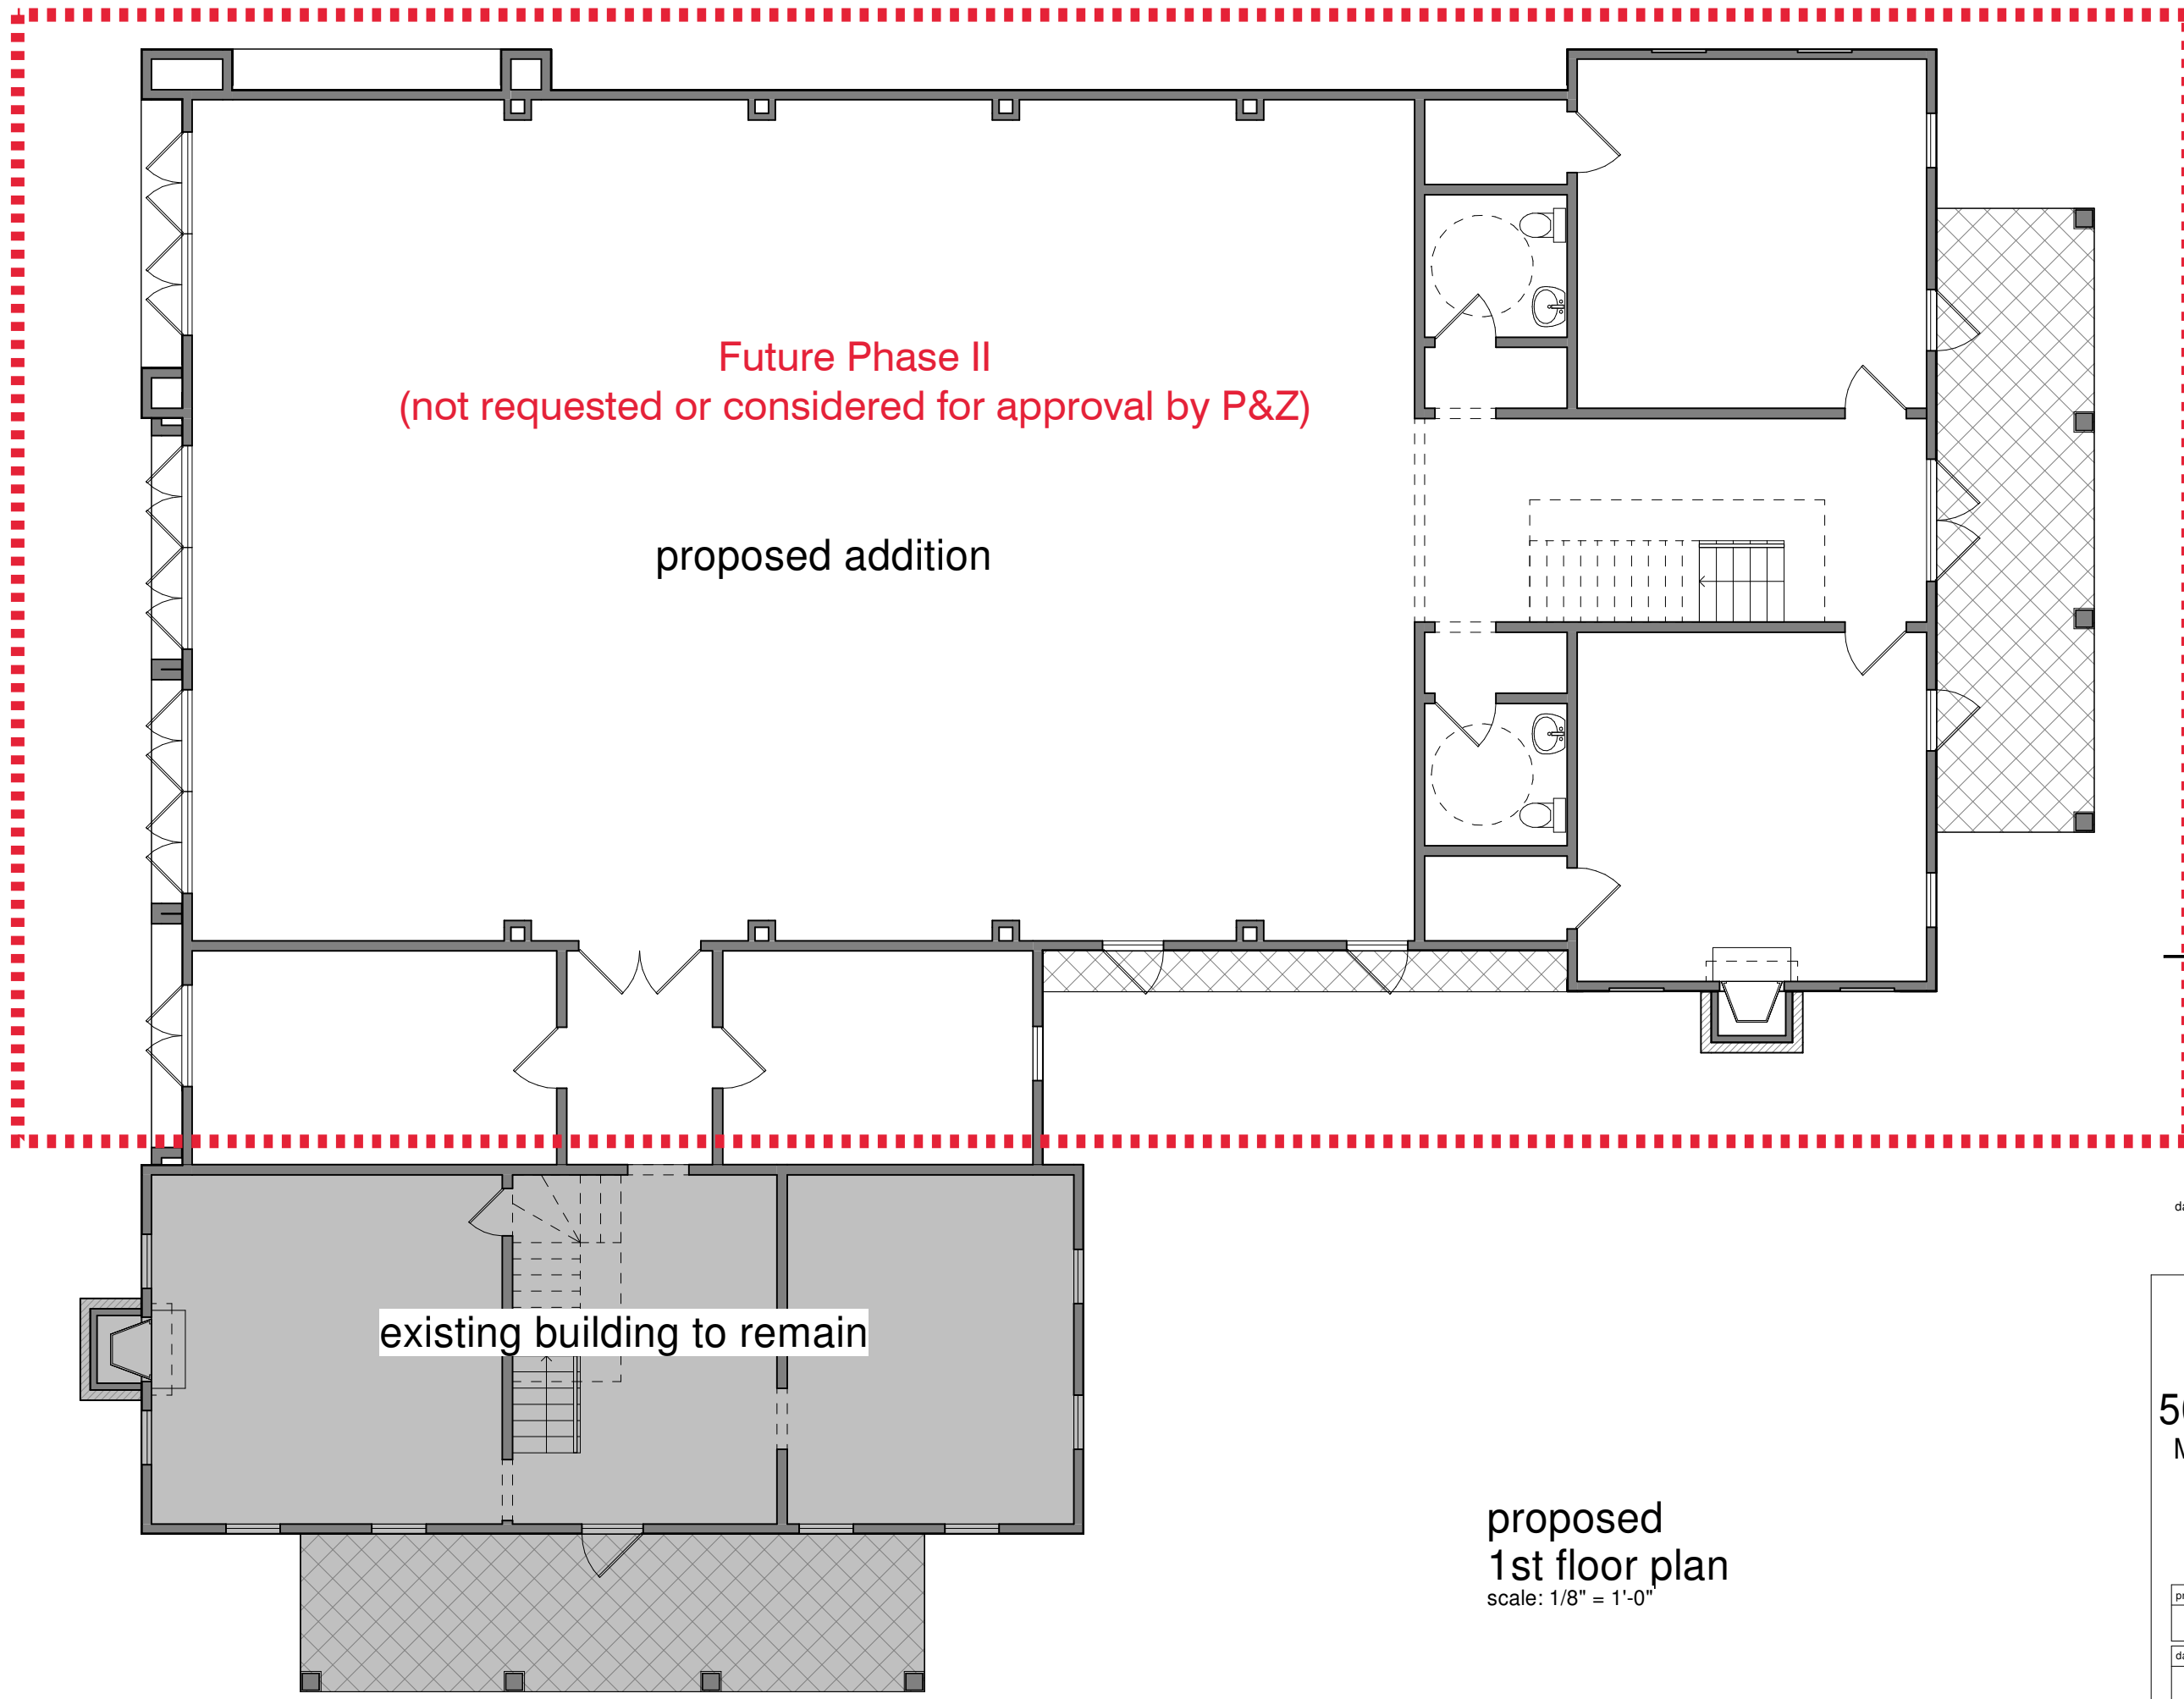 Future Phase II
(not requested or considered for approval by P&Z)
proposed addition
existing building to remain
proposed
1st floor plan
scale: 1/8" = 1'-0"